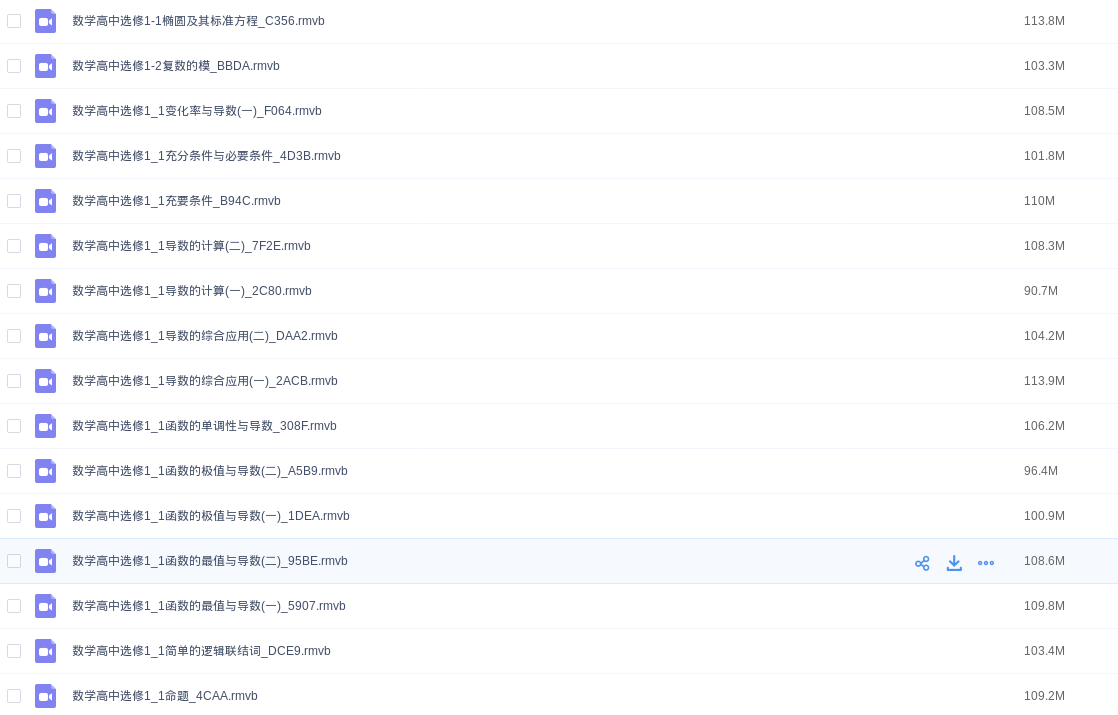 数学高中选修1-1椭圆及其标准方程_C356.rmvb 113.8M
数学高中选修1-2复数的模_BBDA.rmvb 103.3M
数学高中选修1_1变化率与导数(一)_F064.rmvb 108.5M
数学高中选修1_1充分条件与必要条件_4D3B.rmvb 101.8M
数学高中选修1_1充要条件_B94C.rmvb 110M
数学高中选修1_1导数的计算(二)_7F2E.rmvb 108.3M
数学高中选修1_1导数的计算(一)_2C80.rmvb 90.7M
数学高中选修1_1导数的综合应用(二)_DAA2.rmvb 104.2M
数学高中选修1_1导数的综合应用(一)_2ACB.rmvb 113.9M
数学高中选修1_1函数的单调性与导数_308F.rmvb 106.2M
数学高中选修1_1函数的极值与导数(二)_A5B9.rmvb 96.4M
数学高中选修1_1函数的极值与导数(一)_1DEA.rmvb 100.9M
数学高中选修1_1函数的最值与导数(二)_95BE.rmvb 108.6M
数学高中选修1_1函数的最值与导数(一)_5907.rmvb 109.8M
数学高中选修1_1简单的逻辑联结词_DCE9.rmvb 103.4M
数学高中选修1_1命题_4CAA.rmvb 109.2M